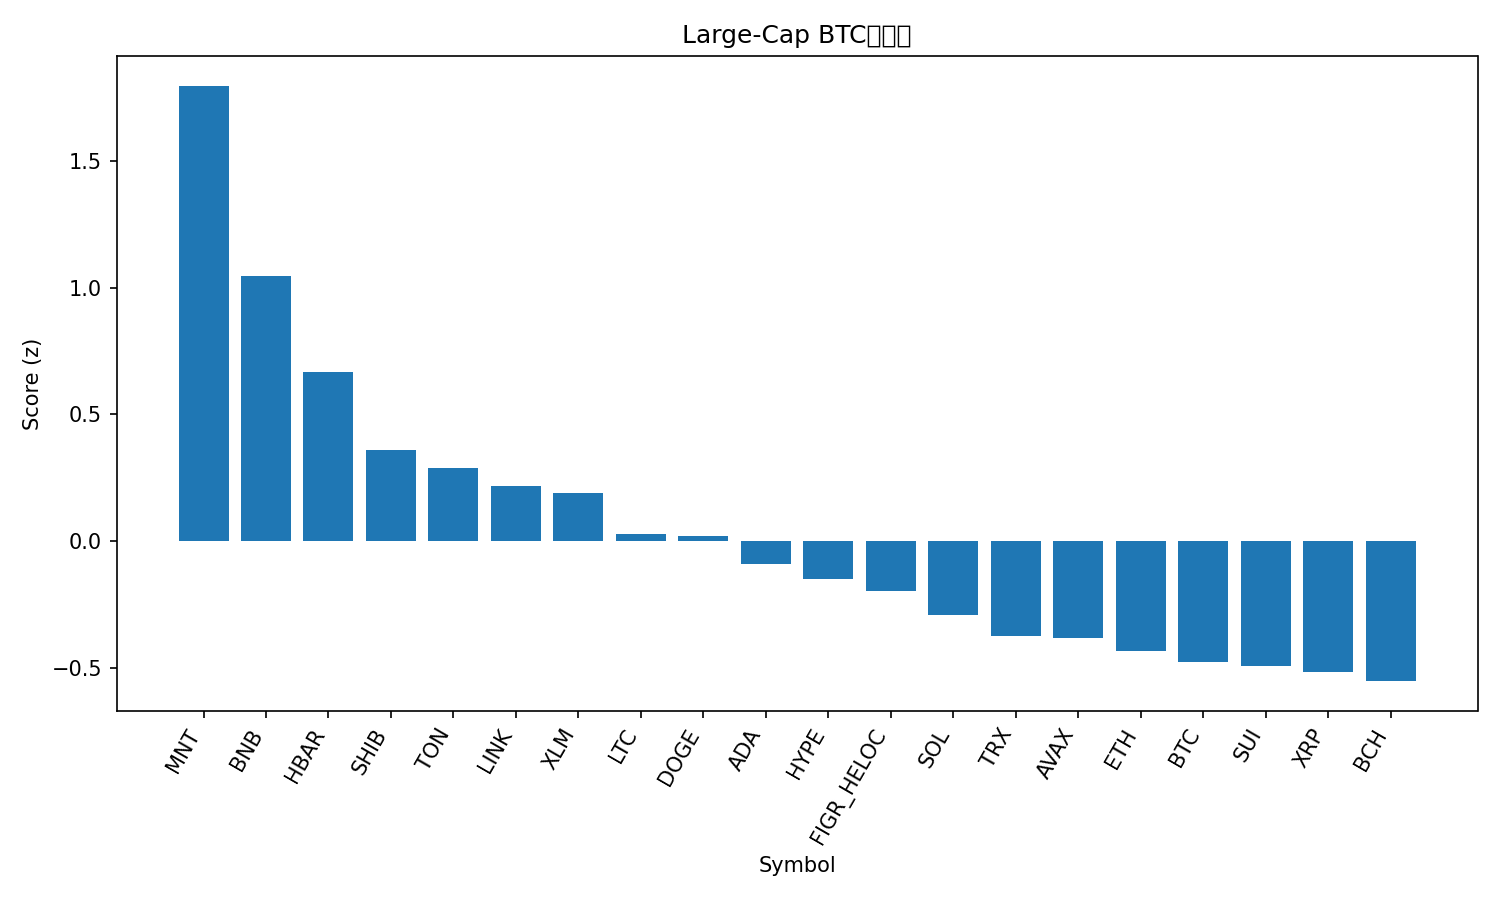 Large-Cap BTC
Score (z)
1.5
1.0
0.5
0.0
−0.5
MNT
BNB
HBAR
SHIB
TON
LINK
XLM
LTC
DOGE
ADA
HYPE
FIGR_HELOC
SOL
TRX
AVAX
ETH
BTC
SUI
XRP
BCH
Symbol